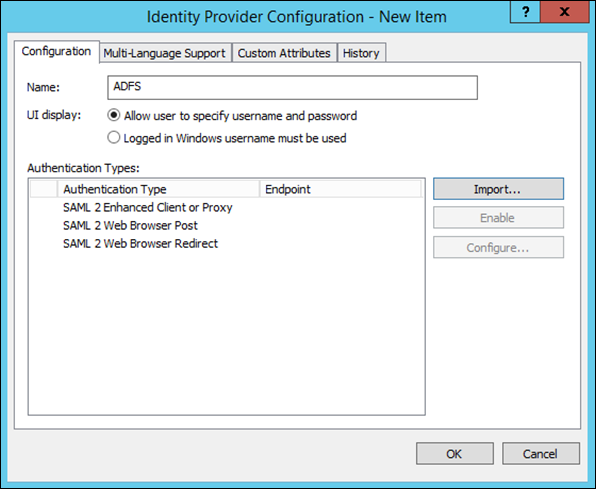 Identity Provider Configuration - New Item
? x
Configuration Multi-Language Support Custom Attributes History
Name: ADFS
UI display: Allow user to specify username and password
Logged in Windows username must be used
Authentication Types:
Authentication Type Endpoint
SAML 2 Enhanced Client or Proxy
SAML 2 Web Browser Post
SAML 2 Web Browser Redirect
Import...
Enable
Configure...
OK Cancel